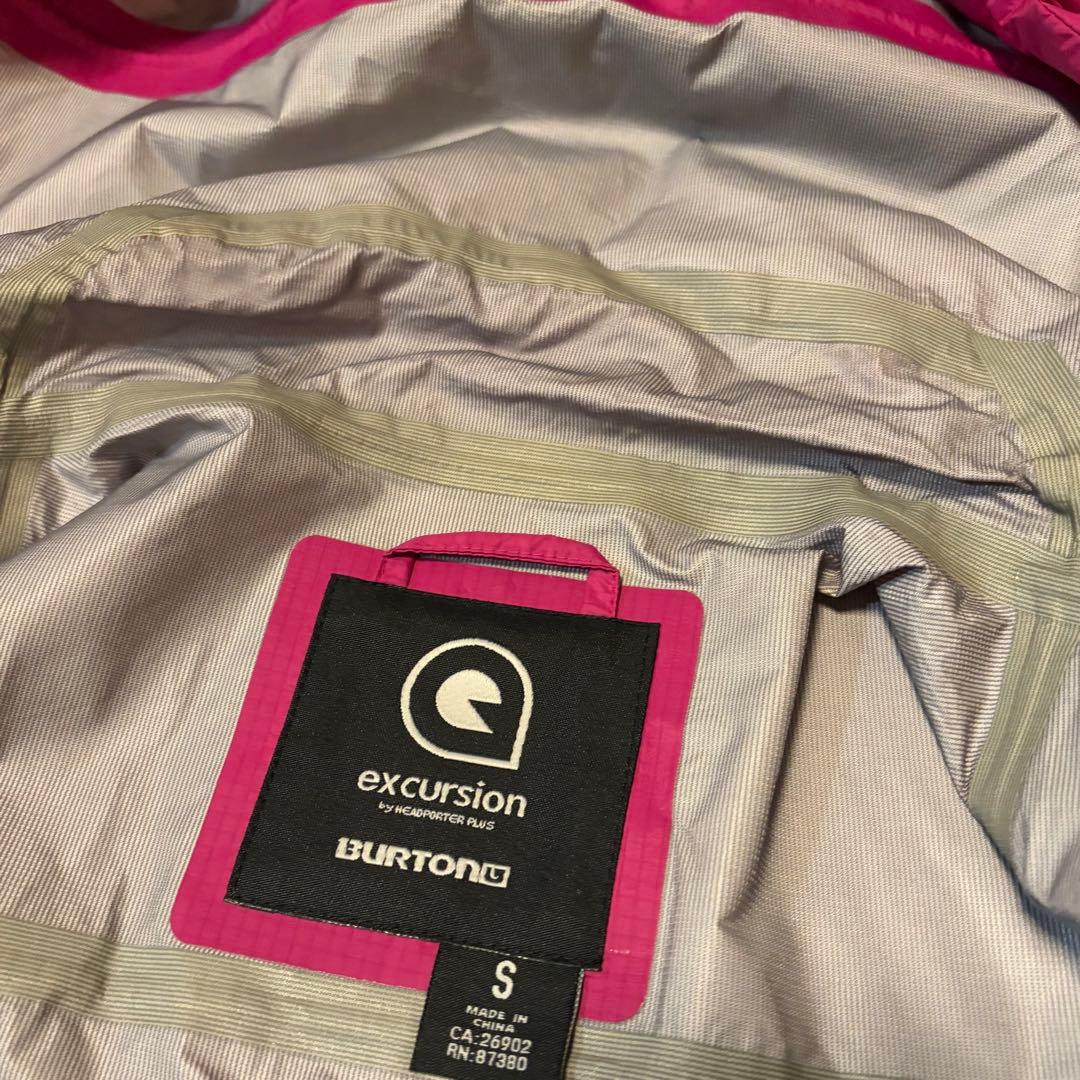 excursion
by HEADPORTER PLUS
BURTON
S
MADE IN
CHINA
CA:26902
RN:87380